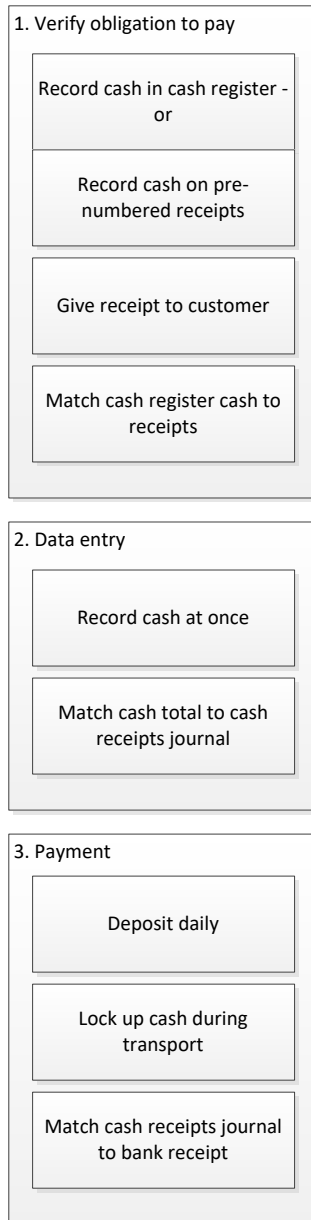 1. Verify obligation to pay
Record cash in cash register -
or
Record cash on pre-
numbered receipts
Give receipt to customer
Match cash register cash to
receipts
2. Data entry
Record cash at once
Match cash total to cash
receipts journal
3. Payment
Deposit daily
Lock up cash during
transport
Match cash receipts journal
to bank receipt